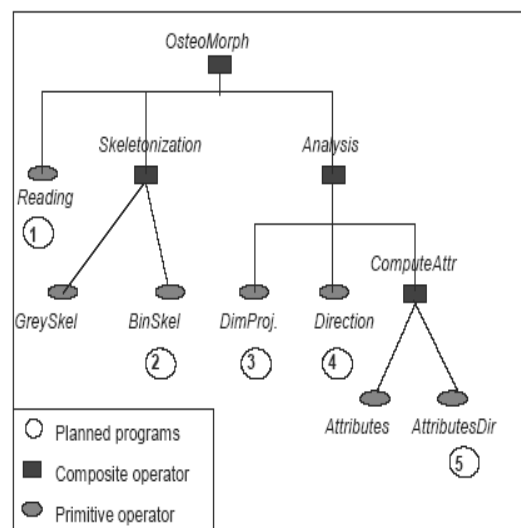 OsteoMorph
Skeletonization
Analysis
Reading
1
ComputeAttr
GreySkel
BinSkel
DimProj.
Direction
2
3
4
Attributes
AttributesDir
5
Planned programs
Composite operator
Primitive operator